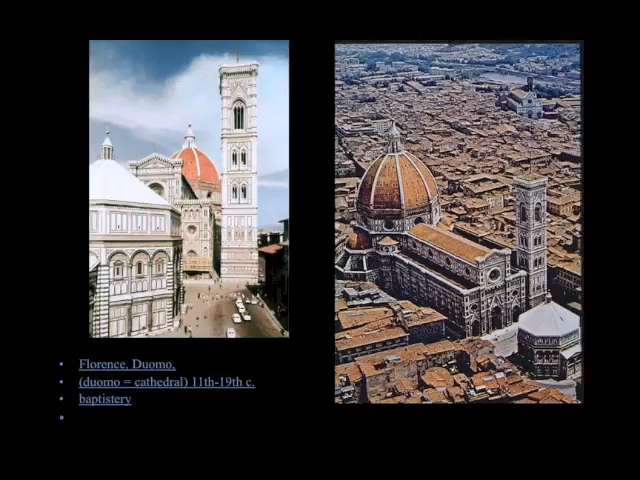 Florence, Duomo,
(duomo = cathedral) 11th-19th c,
baptistery